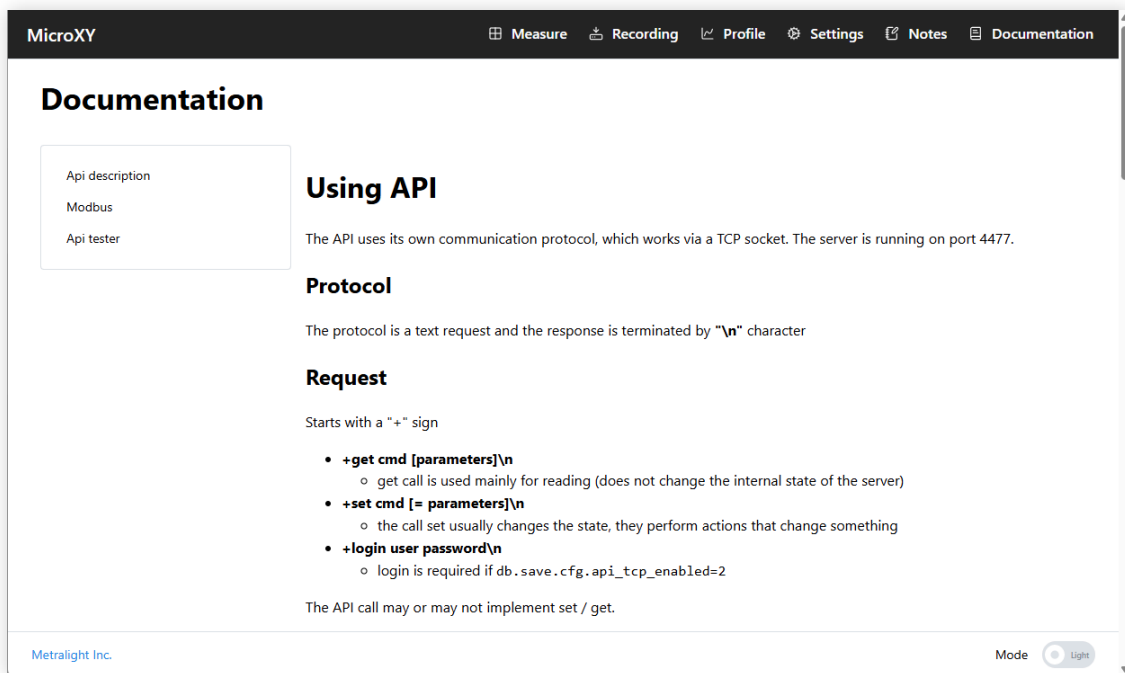 MicroXY
Measure
Recording
Profile
Settings
Notes
Documentation
Documentation
Api description
Modbus
Api tester
Using API
The API uses its own communication protocol, which works via a TCP socket. The server is running on port 4477.
Protocol
The protocol is a text request and the response is terminated by "\n" character
Request
Starts with a "+" sign
+get cmd [parameters]\n
get call is used mainly for reading (does not change the internal state of the server)
+set cmd [= parameters]\n
the call set usually changes the state, they perform actions that change something
+login user password\n
login is required if db.save.cfg.api_tcp_enabled=2
The API call may or may not implement set / get.
Metralight Inc.
Mode
Light